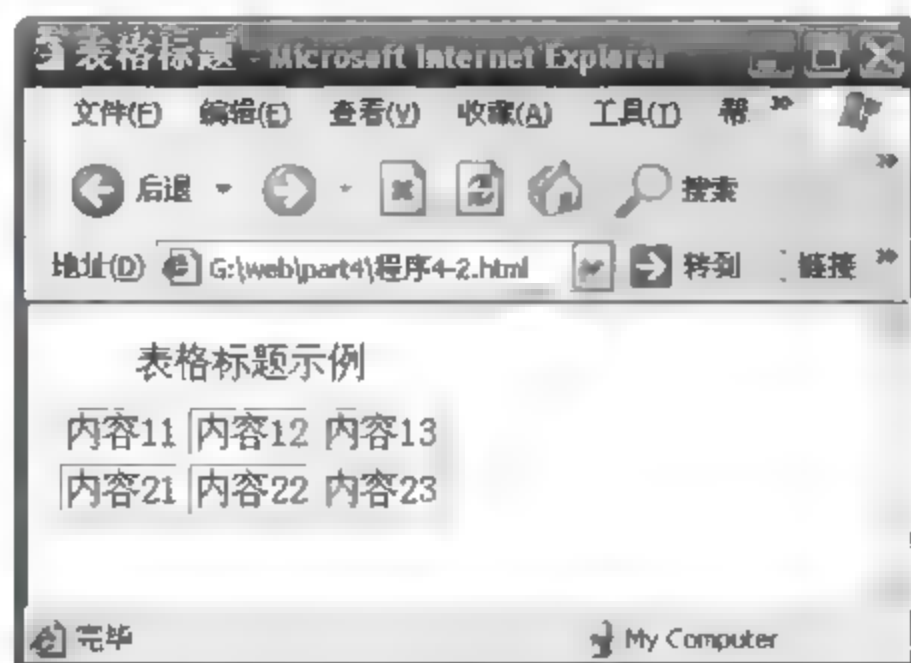 表格标题 - Microsoft Internet Explorer
文件(F) 编辑(E) 查看(V) 收藏(A) 工具(T) 帮 »
后退 搜索 »
地址(D) G:\web\part4\程序4-2.html 转到 链接 »
表格标题示例
内容11 内容12 内容13
内容21 内容22 内容23
完毕 My Computer